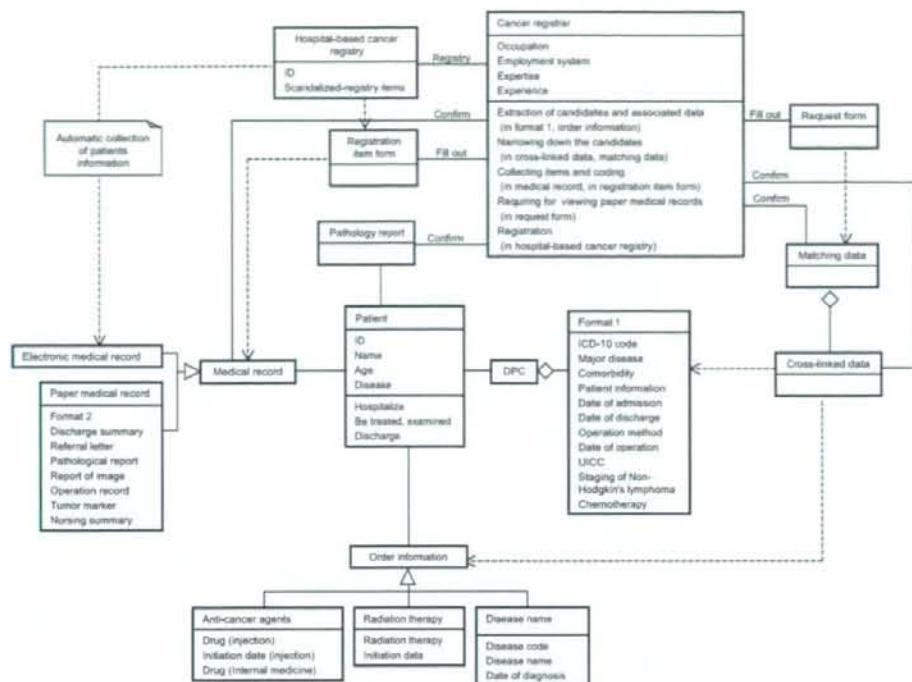 Hospital-based cancer
registry
ID
Scandalized-registry items
Registry
Cancer registrar
Occupation
Employment system
Expertise
Experience
Extraction of candidates and associated data
(in format 1, order information)
Narrowing down the candidates
(in cross-linked data, matching data)
Collecting items and coding
(in medical record, in registration item form)
Requiring for viewing paper medical records
(in request form)
Registration
(in hospital-based cancer registry)
Automatic collection
of patients
information
Confirm
Registration
item form
Fill out
Fill out
Request form
Confirm
Confirm
Pathology report
Confirm
Matching data
Patient
ID
Name
Age
Disease
Hospitalize
Be treated, examined
Discharge
Format 1
ICD-10 code
Major disease
Comorbidity
Patient information
Date of admission
Date of discharge
Operation method
Date of operation
UICC
Staging of Non-
Hodgkin's lymphoma
Chemotherapy
Electronic medical record
Medical record
DPC
Cross-linked data
Paper medical record
Format 2
Discharge summary
Referral letter
Pathological report
Report of image
Operation record
Tumor marker
Nursing summary
Order information
Anti-cancer agents
Drug (injection)
Initiation date (injection)
Drug (Internal medicine)
Radiation therapy
Radiation therapy
Initiation data
Disease name
Disease code
Disease name
Date of diagnosis